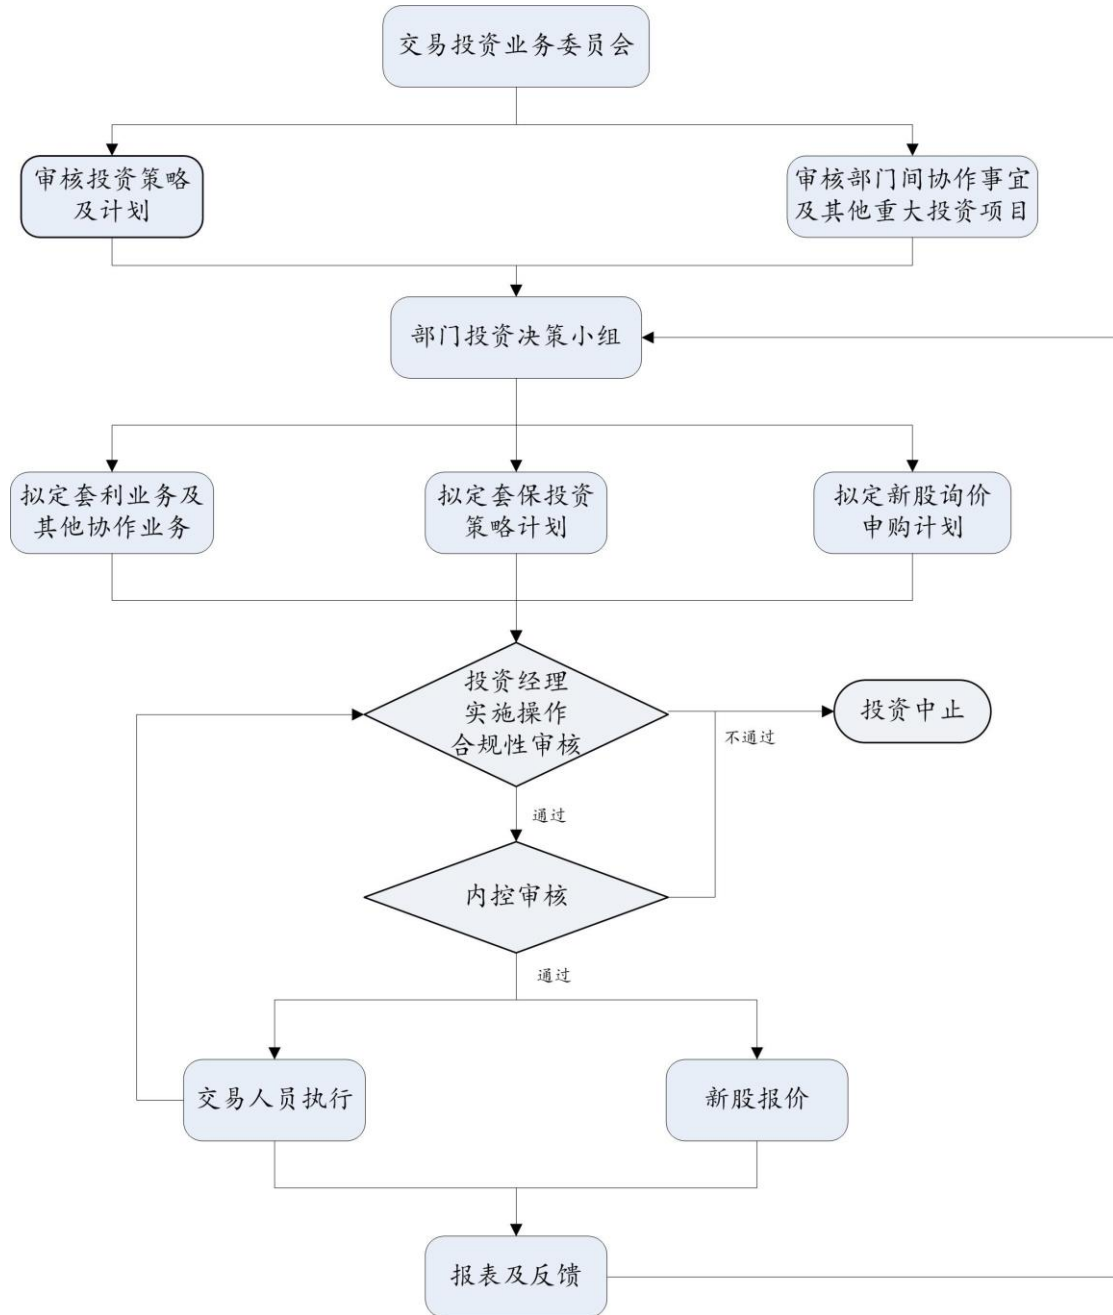 交易投资业务委员会
审核投资策略
及计划
审核部门间协作事宜
及其他重大投资项目
部门投资决策小组
拟定套利业务及
其他协作业务
拟定套保投资
策略计划
拟定新股询价
申购计划
投资经理
实施操作
合规性审核
投资中止
不通过
通过
内控审核
通过
交易人员执行
新股报价
报表及反馈